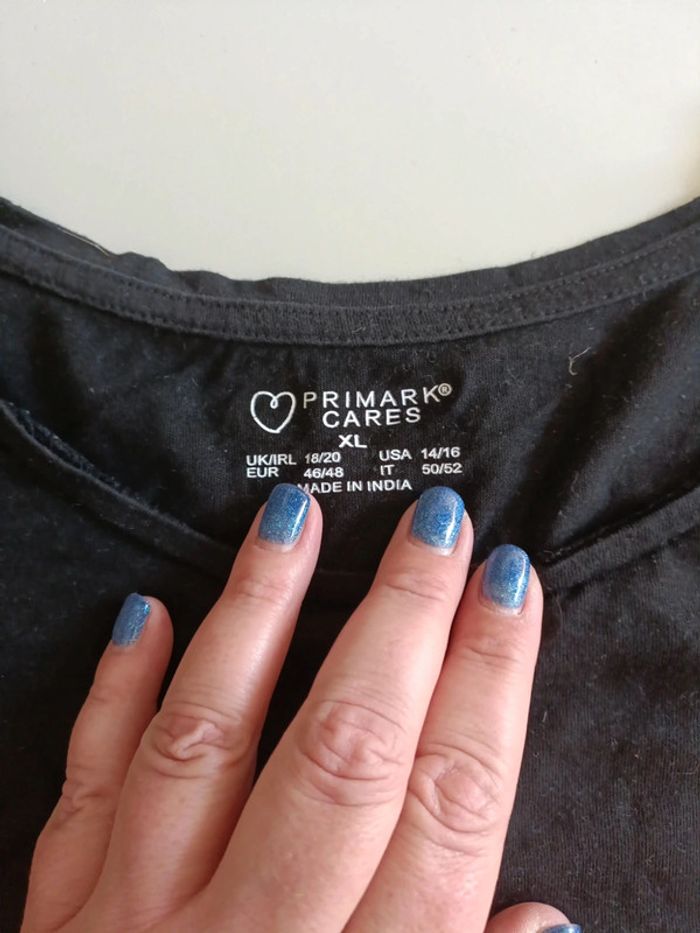 PRIMARK®
CARES
XL
UK/IRL 18/20 USA 14/16
EUR 46/48 IT 50/52
MADE IN INDIA